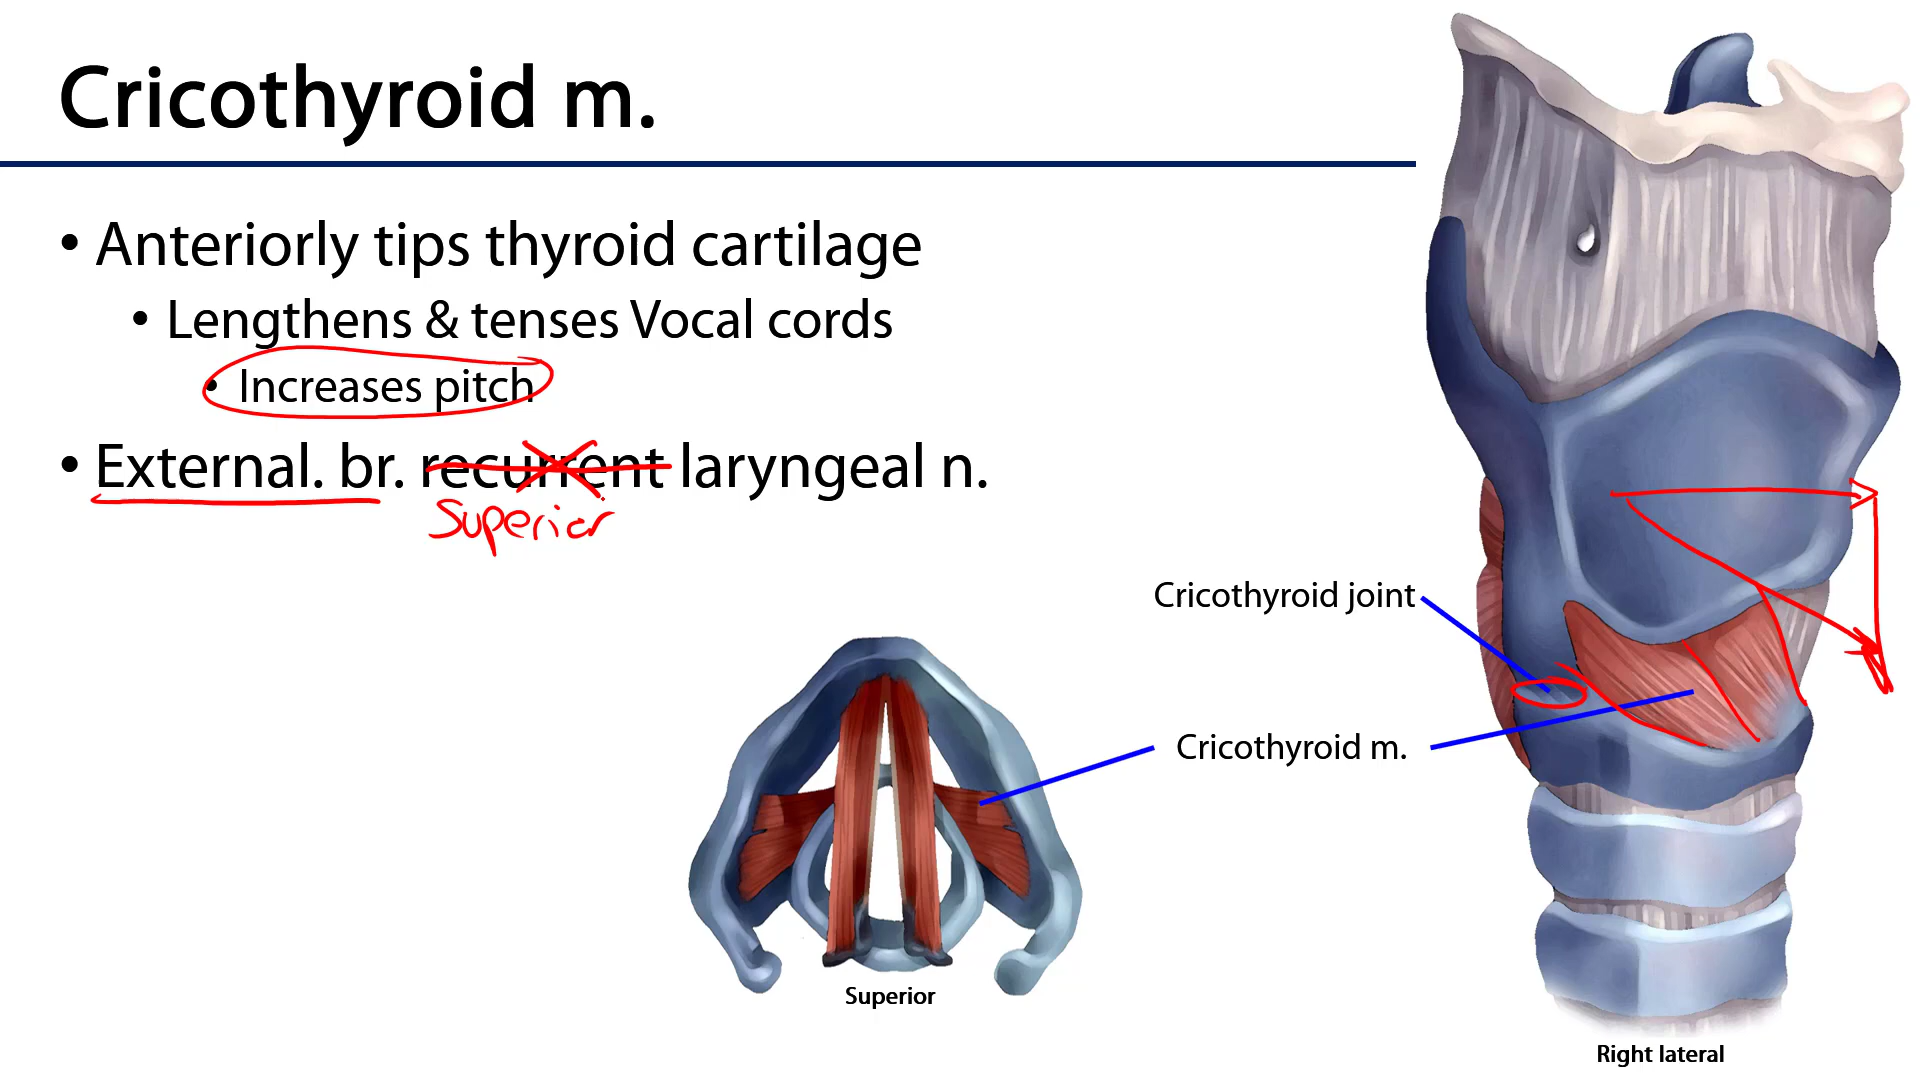 Cricothyroid m.
• Anteriorly tips thyroid cartilage
• Lengthens & tenses Vocal cords
• Increases pitch
• External. br. recurrent laryngeal n.
Superior
Cricothyroid joint
Cricothyroid m.
Superior
Right lateral